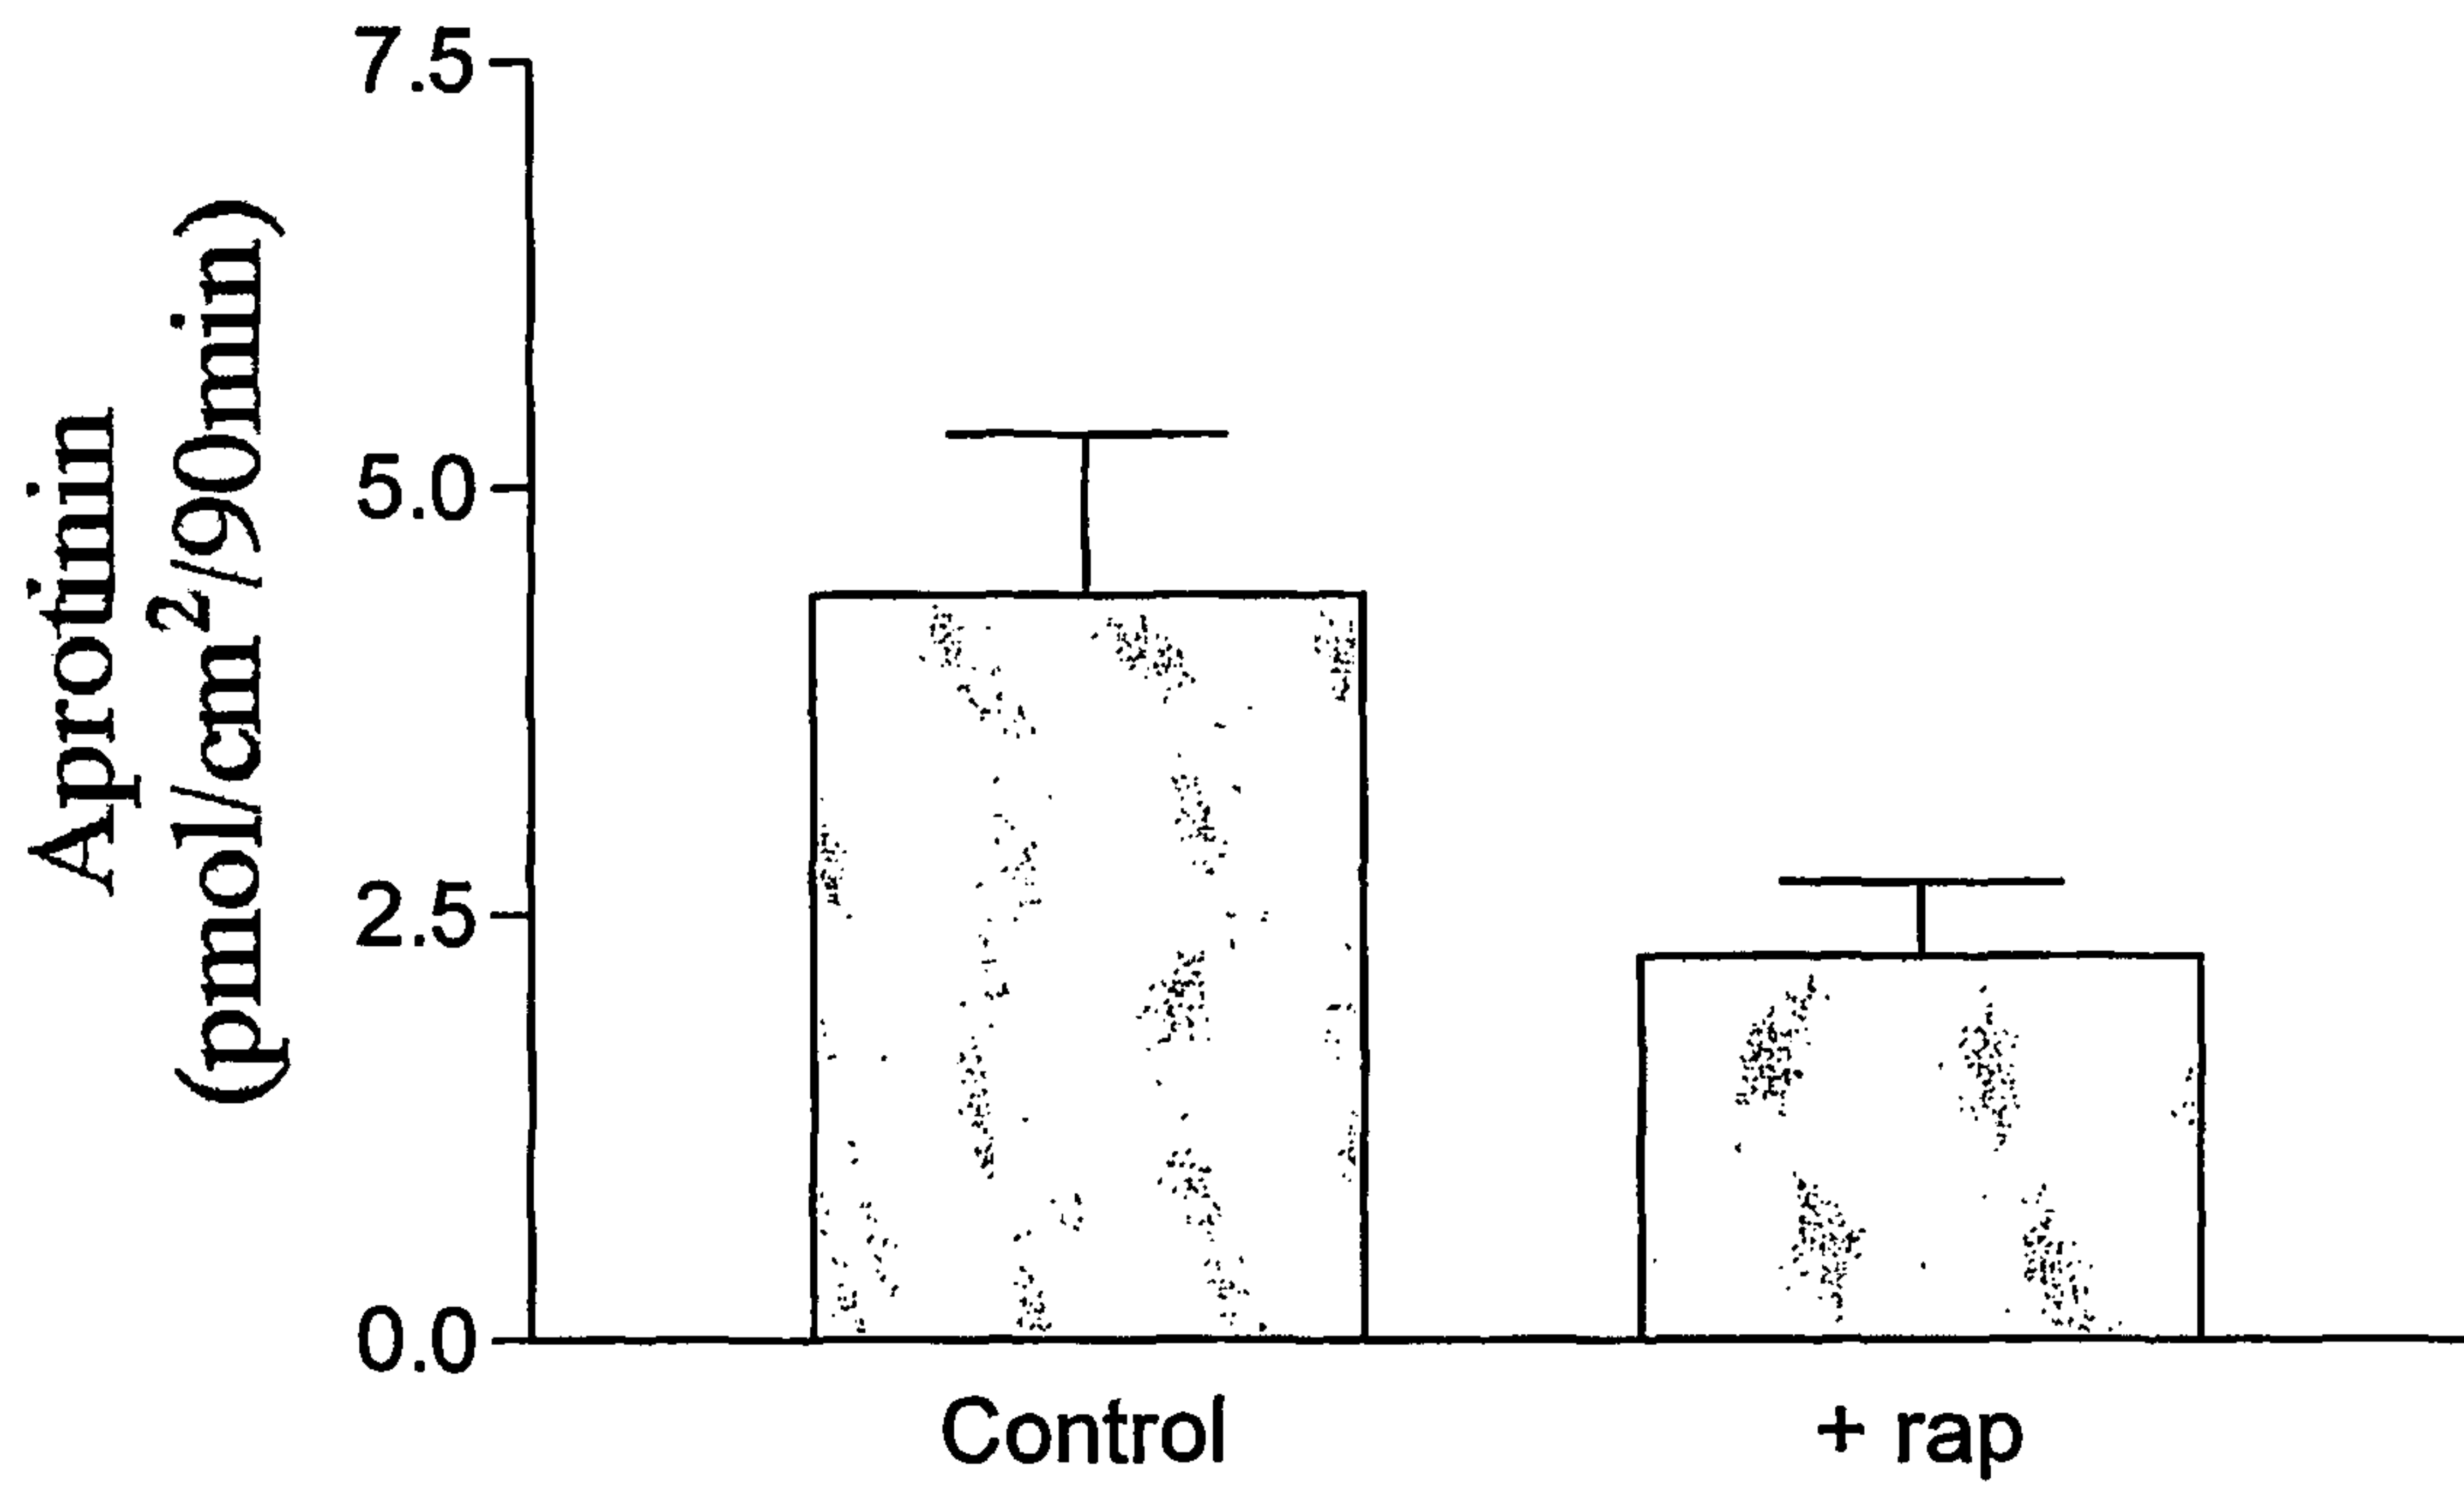 Aprotinin
(pmol/cm²/90min)
7.5
5.0
2.5
0.0
Control
+ rap